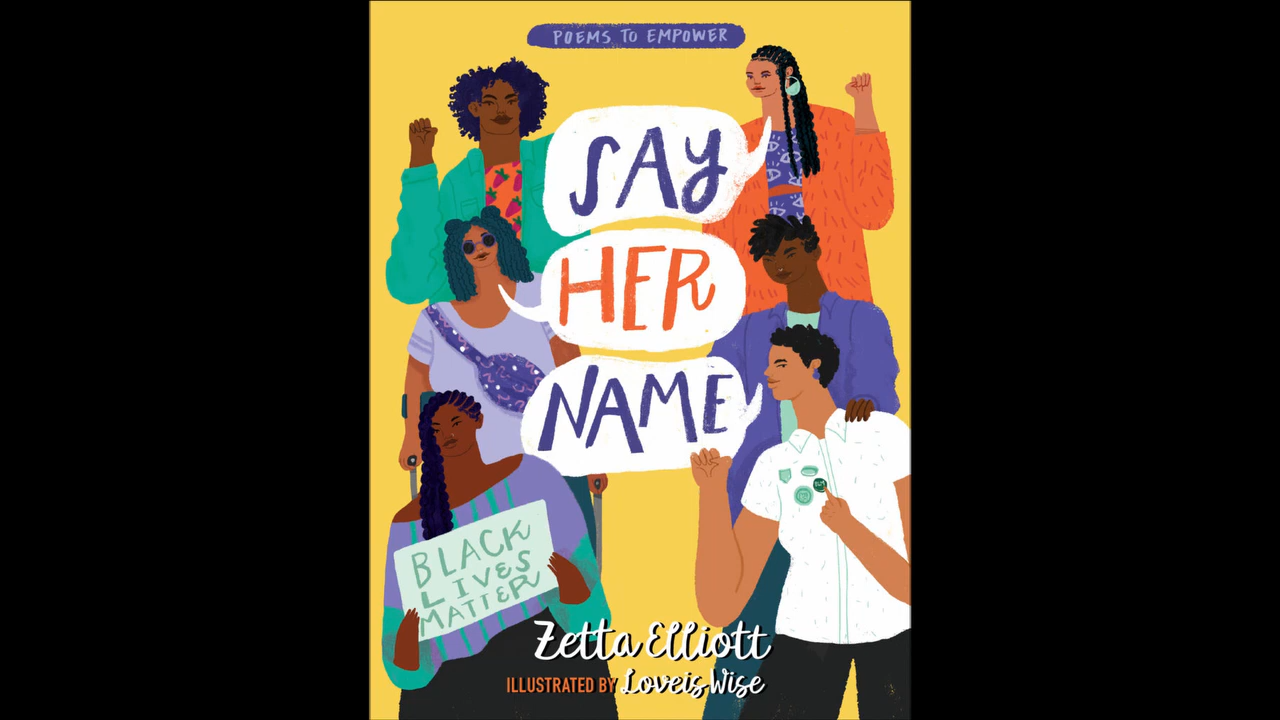 POEMS TO EMPOWER
SAY
HER
NAME
BLACK
LIVES
MATTER
Zetta Elliott
ILLUSTRATED BY Loveis Wise